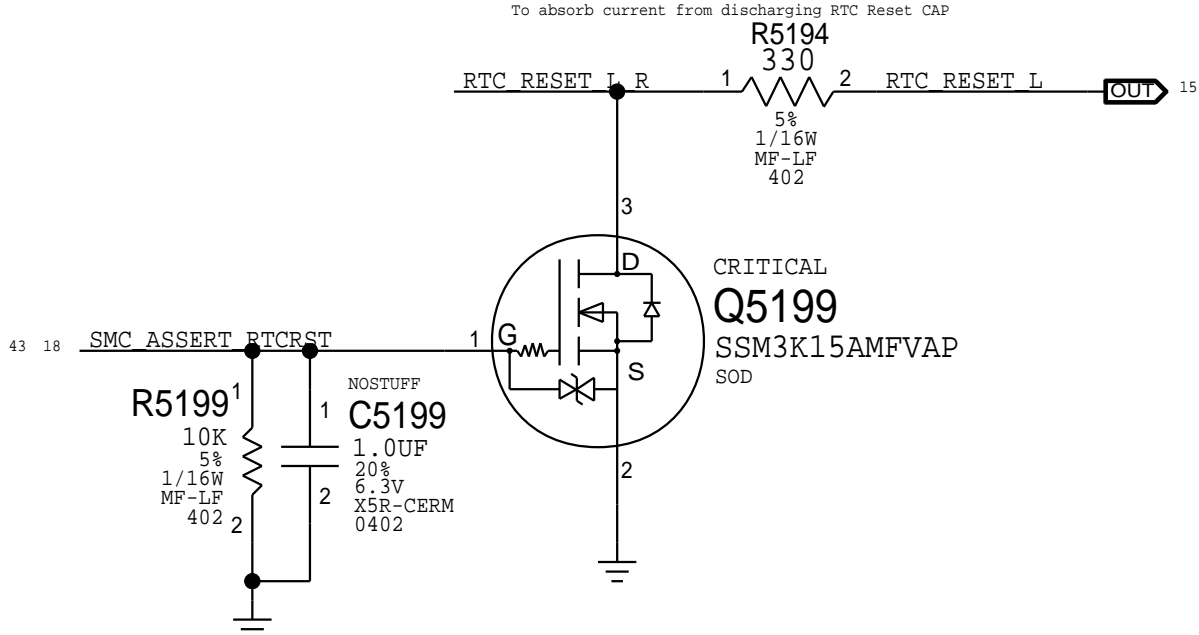 To absorb current from discharging RTC Reset CAP
R5194
330
RTC_RESET_L_R
1
2
RTC_RESET_L
OUT
15
5%
1/16W
MF-LF
402
3
D
CRITICAL
Q5199
SSM3K15AMFVAP
SOD
43 18
SMC_ASSERT_RTCRST
1
G
S
2
R5199
1
10K
5%
1/16W
MF-LF
402
2
NOSTUFF
1
C5199
1.0UF
20%
6.3V
X5R-CERM
0402
2